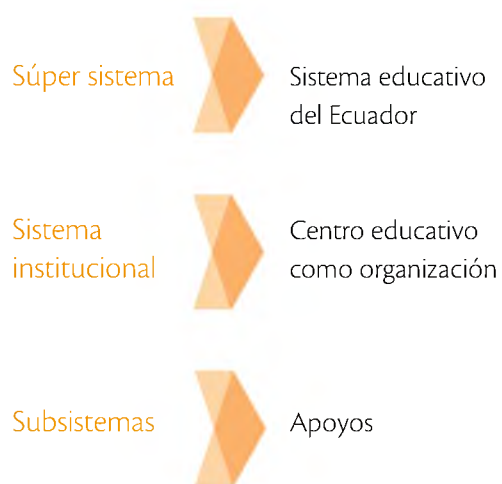 Súper sistema
Sistema educativo
del Ecuador
Sistema
institucional
Centro educativo
como organización
Subsistemas
Apoyos